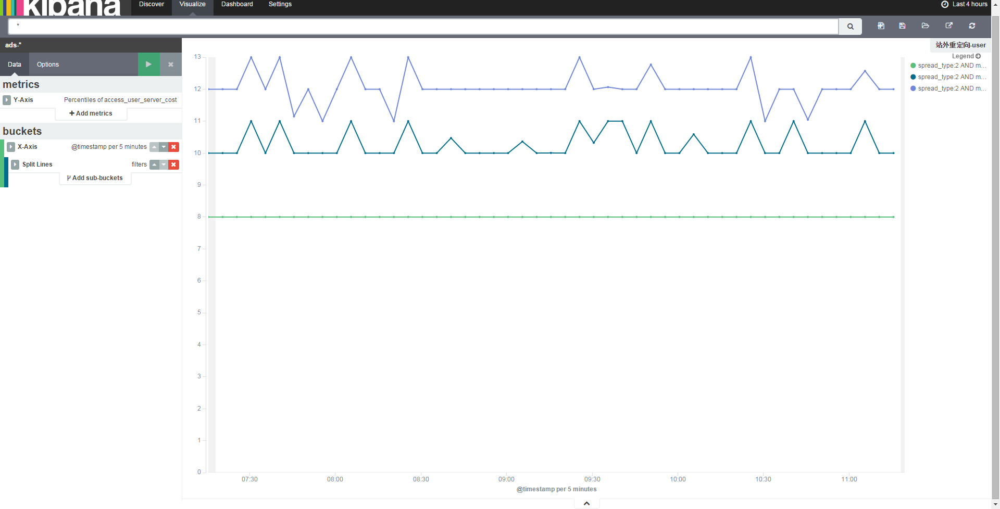 kibana
Discover
Visualize
Dashboard
Settings
Last 4 hours
*
ads-*
站外重定向-user
Data
Options
Legend
metrics
Y-Axis
Percentiles of access_user_server_cost
Add metrics
buckets
X-Axis
@timestamp per 5 minutes
Split Lines
filters
Add sub-buckets
spread_type:2 AND m...
spread_type:2 AND m...
spread_type:2 AND m...
13
12
11
10
9
8
7
6
5
4
3
2
1
0
07:30
08:00
08:30
09:00
09:30
10:00
10:30
11:00
@timestamp per 5 minutes